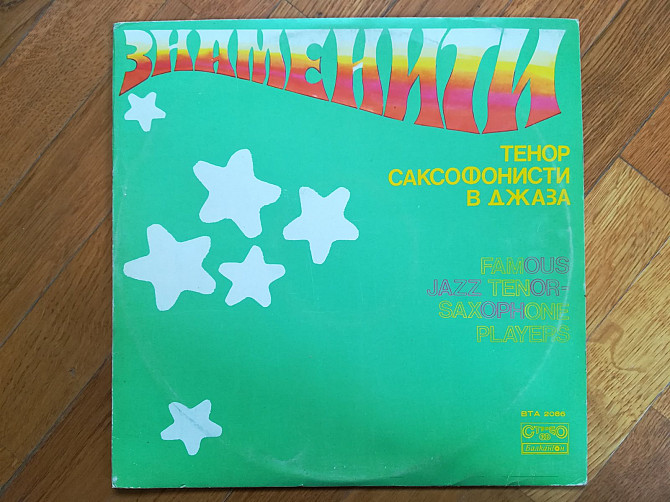 ЗНАМЕНИТИ
ТЕНОР
САКСОФОНИСТИ
В ДЖАЗА
FAMOUS
JAZZ TENOR-
SAXOPHONE
PLAYERS
ВТА 2086
СТЕРЕО
Балкантон